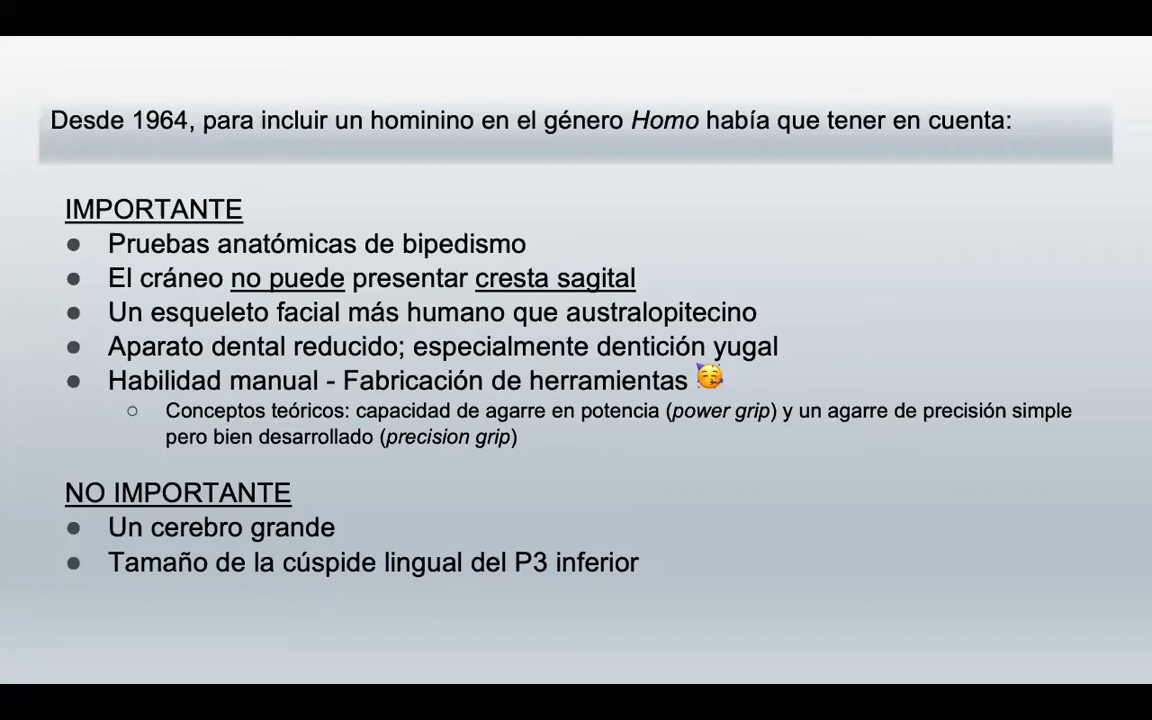 Desde 1964, para incluir un hominino en el género Homo había que tener en cuenta:
IMPORTANTE
● Pruebas anatómicas de bipedismo
● El cráneo no puede presentar cresta sagital
● Un esqueleto facial más humano que australopitecino
● Aparato dental reducido; especialmente dentición yugal
● Habilidad manual - Fabricación de herramientas 🥳
○ Conceptos teóricos: capacidad de agarre en potencia (power grip) y un agarre de precisión simple
pero bien desarrollado (precision grip)
NO IMPORTANTE
● Un cerebro grande
● Tamaño de la cúspide lingual del P3 inferior